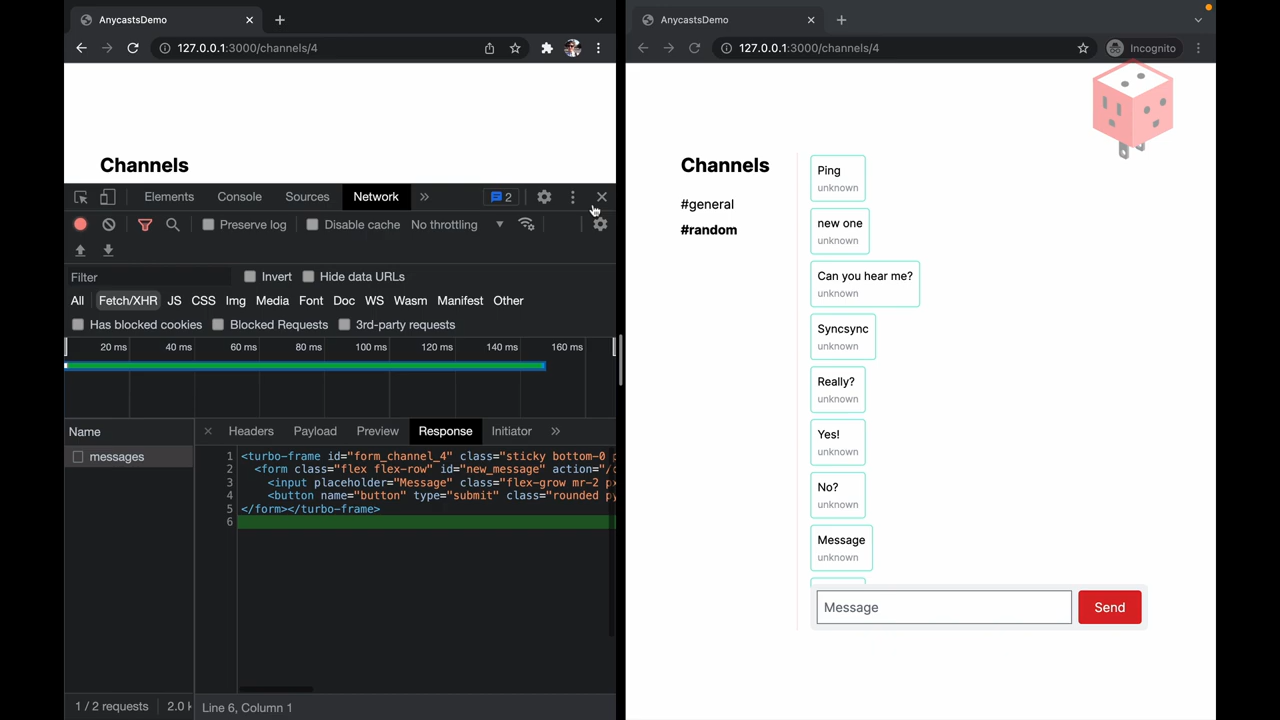 AnycastsDemo
127.0.0.1:3000/channels/4
Channels
Elements Console Sources Network » 2
Preserve log Disable cache No throttling
Filter Invert Hide data URLs
All Fetch/XHR JS CSS Img Media Font Doc WS Wasm Manifest Other
Has blocked cookies Blocked Requests 3rd-party requests
20 ms 40 ms 60 ms 80 ms 100 ms 120 ms 140 ms 160 ms
Name
messages
Headers Payload Preview Response Initiator »
1 <turbo-frame id="form_channel_4" class="sticky bottom-0 p
2 <form class="flex flex-row" id="new_message" action="/c
3 <input placeholder="Message" class="flex-grow mr-2 px
4 <button name="button" type="submit" class="rounded py
5 </form></turbo-frame>
6
1 / 2 requests 2.0 k
Line 6, Column 1
AnycastsDemo
127.0.0.1:3000/channels/4
Incognito
Channels
#general
#random
Ping
unknown
new one
unknown
Can you hear me?
unknown
Syncsync
unknown
Really?
unknown
Yes!
unknown
No?
unknown
Message
unknown
Message
Send